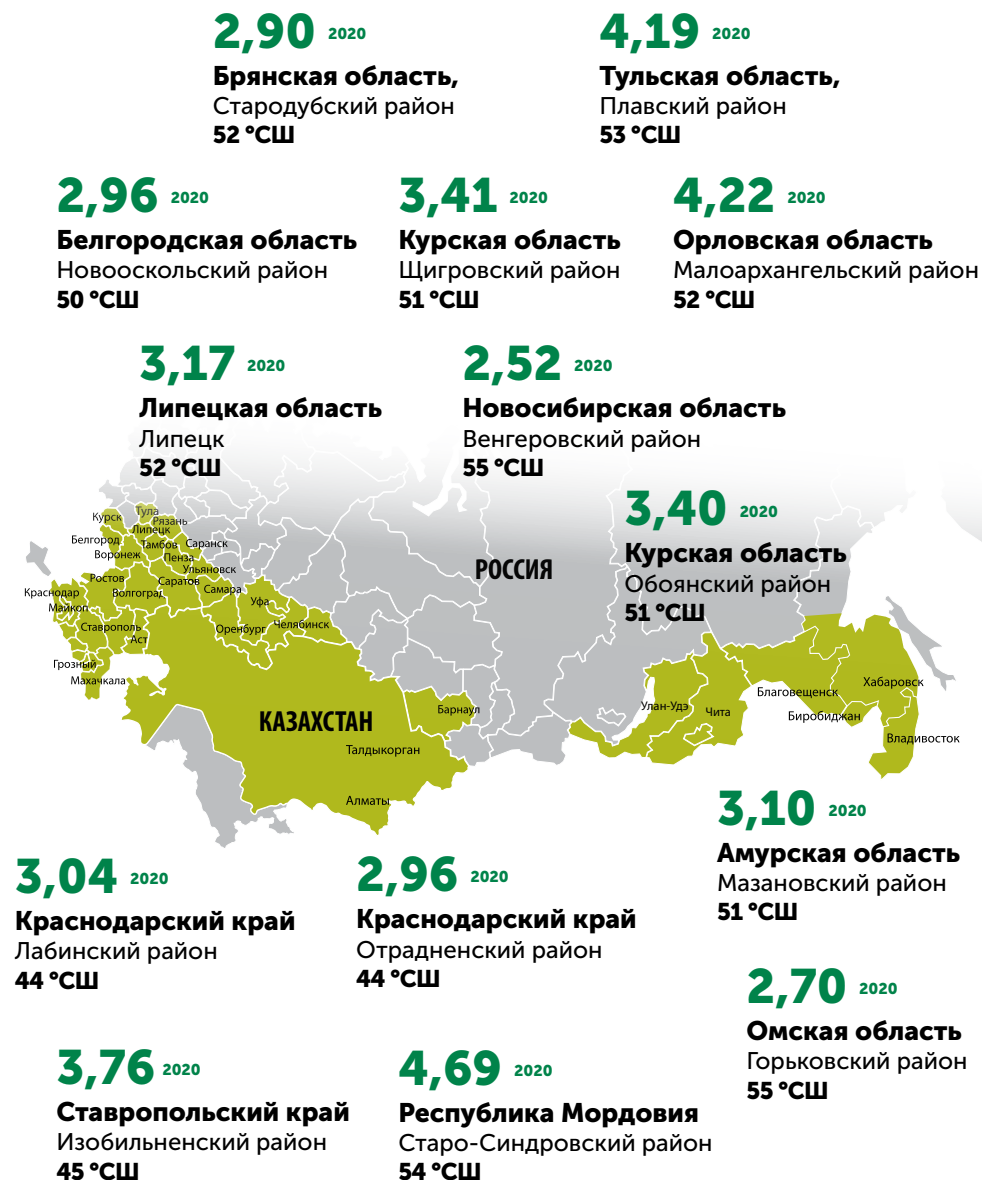 2,90 2020
Брянская область,
Стародубский район
52 °СШ
4,19 2020
Тульская область,
Плавский район
53 °СШ
2,96 2020
Белгородская область
Новооскольский район
50 °СШ
3,41 2020
Курская область
Щигровский район
51 °СШ
4,22 2020
Орловская область
Малоархангельский район
52 °СШ
3,17 2020
Липецкая область
Липецк
52 °СШ
2,52 2020
Новосибирская область
Венгеровский район
55 °СШ
3,40 2020
Курская область
Обоянский район
51 °СШ
Курск
Тула
Рязань
Липецк
Белгород
Тамбов
Саранск
Воронеж
Пенза
Ульяновск
Ростов
Саратов
Самара
Краснодар
Волгоград
Уфа
Майкоп
Ставрополь
Оренбург
Челябинск
Аст
Грозный
Махачкала
РОССИЯ
КАЗАХСТАН
Барнаул
Талдыкорган
Алматы
Улан-Удэ
Чита
Благовещенск
Хабаровск
Биробиджан
Владивосток
3,10 2020
Амурская область
Мазановский район
51 °СШ
3,04 2020
Краснодарский край
Лабинский район
44 °СШ
2,96 2020
Краснодарский край
Отрадненский район
44 °СШ
2,70 2020
Омская область
Горьковский район
55 °СШ
3,76 2020
Ставропольский край
Изобильненский район
45 °СШ
4,69 2020
Республика Мордовия
Старо-Синдровский район
54 °СШ